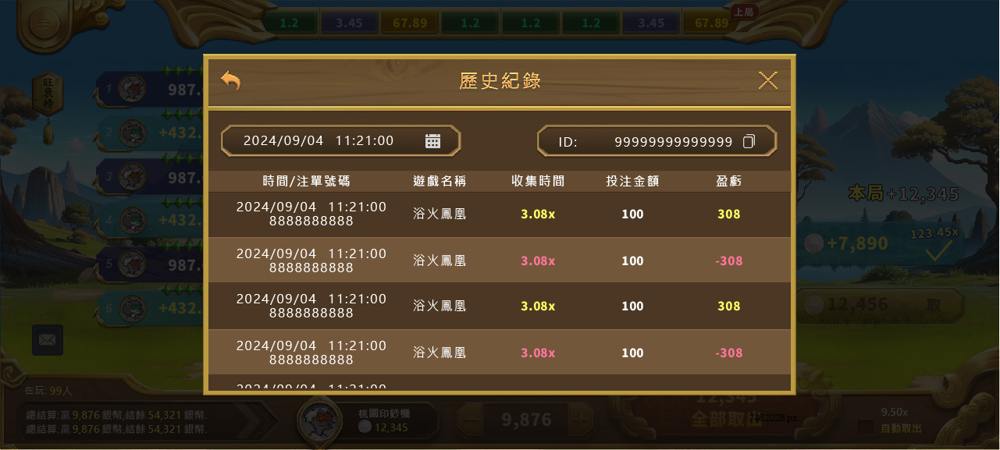 1.2 3.45 67.89 1.2 1.2 1.2 3.45 67.89 上局
歷史紀錄
旺衰榜
1 987.
2 +432.
3 987.
4 +432.
5 987.
6 +432.
2024/09/04 11:21:00
ID: 99999999999999
時間/注單號碼 遊戲名稱 收集時間 投注金額 盈虧
2024/09/04 11:21:00
8888888888
浴火鳳凰 3.08x 100 308
2024/09/04 11:21:00
8888888888
浴火鳳凰 3.08x 100 -308
2024/09/04 11:21:00
8888888888
浴火鳳凰 3.08x 100 308
2024/09/04 11:21:00
8888888888
浴火鳳凰 3.08x 100 -308
2024/09/04 11:21:00
本局+12,345
+7,890 123.45x
12,456 取
在玩: 99人
總結算:贏 9,876 銀幣,結餘 54,321 銀幣.
總結算:贏 9,876 銀幣,結餘 54,321 銀幣.
桃園印鈔機
12,345
9,876
12,345
全部取出
746.2228 px
9.50x
自動取出